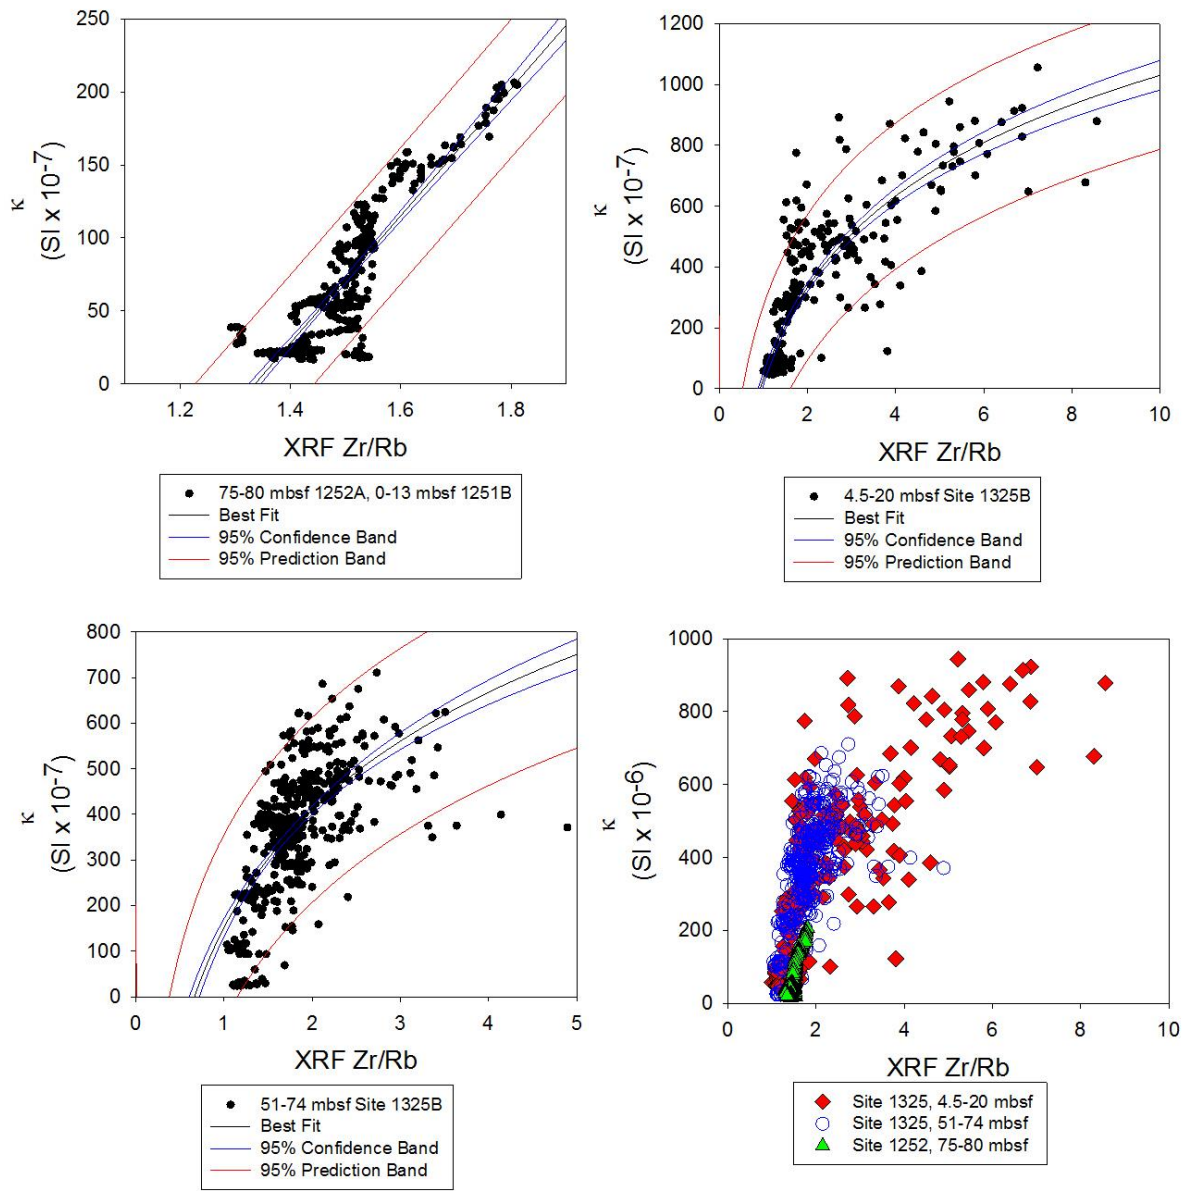 250
200
150
100
50
0
κ
(SI x 10-7)
1.2 1.4 1.6 1.8
XRF Zr/Rb
75-80 mbsf 1252A, 0-13 mbsf 1251B
Best Fit
95% Confidence Band
95% Prediction Band
1200
1000
800
600
400
200
0
κ
(SI x 10-7)
0 2 4 6 8 10
XRF Zr/Rb
4.5-20 mbsf Site 1325B
Best Fit
95% Confidence Band
95% Prediction Band
800
700
600
500
400
300
200
100
0
κ
(SI x 10-7)
0 1 2 3 4 5
XRF Zr/Rb
51-74 mbsf Site 1325B
Best Fit
95% Confidence Band
95% Prediction Band
1000
800
600
400
200
0
κ
(SI x 10-6)
0 2 4 6 8 10
XRF Zr/Rb
Site 1325, 4.5-20 mbsf
Site 1325, 51-74 mbsf
Site 1252, 75-80 mbsf